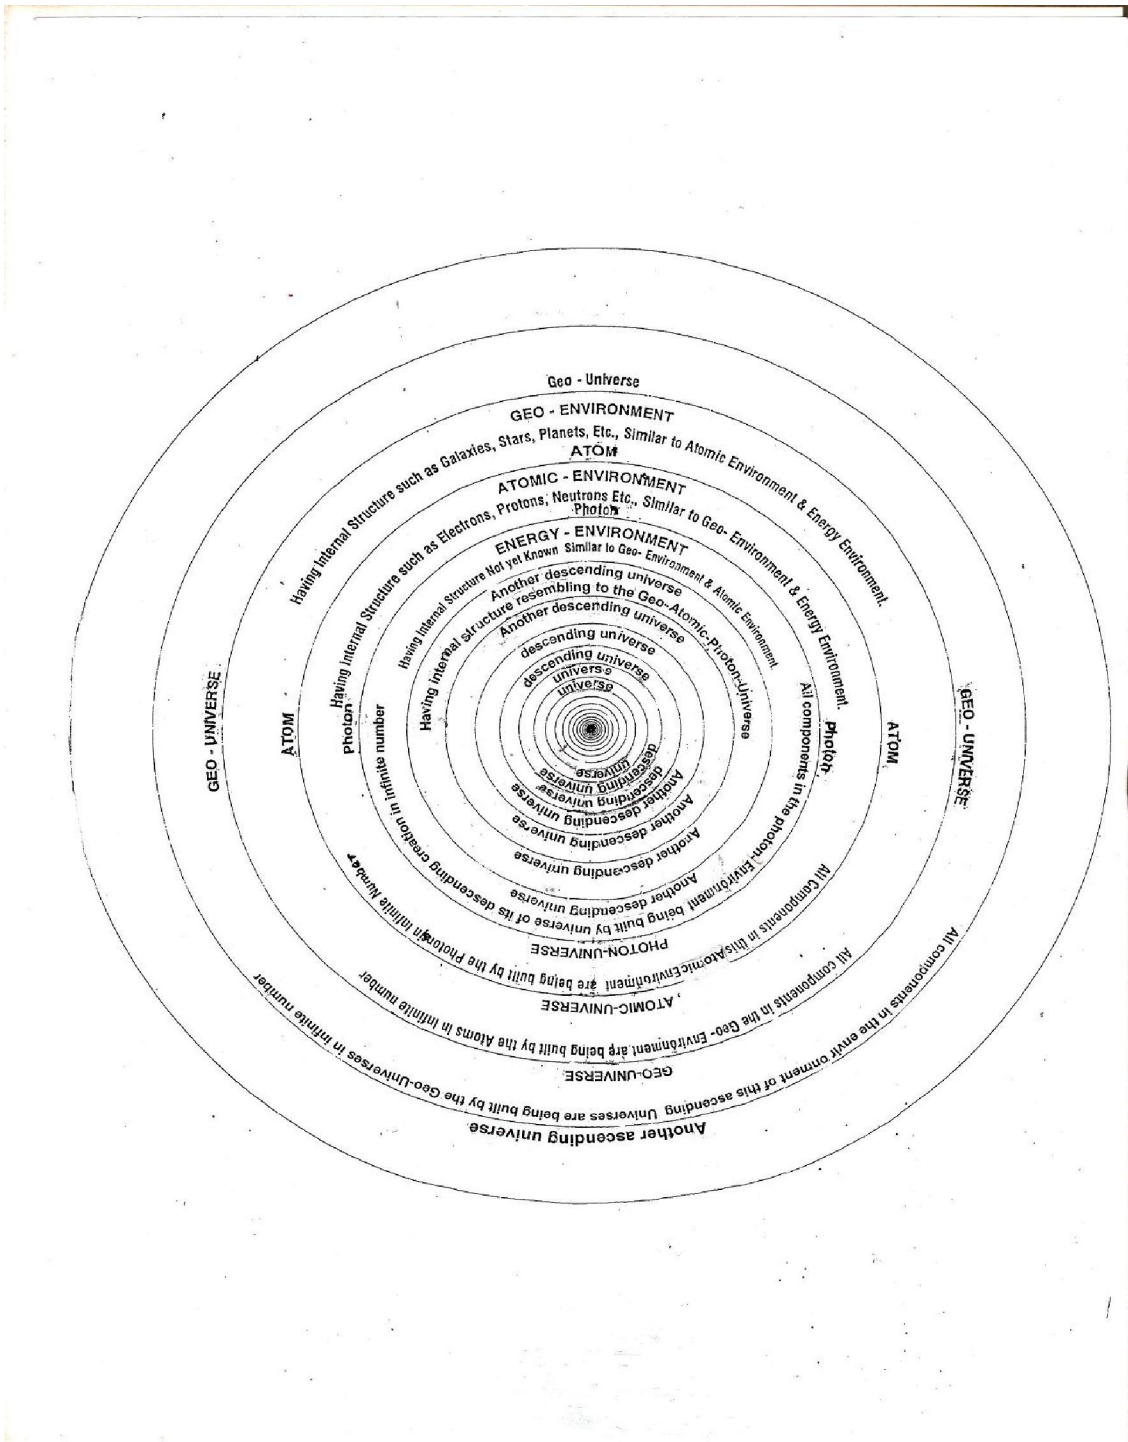 Geo - Universe
GEO - ENVIRONMENT
Having Internal Structure such as Galaxies, Stars, Planets, Etc., Similar to Atomic Environment & Energy Environment.
ATOM
ATOMIC - ENVIRONMENT
Having Internal Structure such as Electrons, Protons, Neutrons Etc., Similar to Geo- Environment & Energy Environment.
Photon
ENERGY - ENVIRONMENT
Having Internal Structure Not yet Known Similar to Geo- Environment & Atomic Environment
Another descending universe
Having internal structure resembling to the Geo-Atomic-Photon-Universe
Another descending universe
descending universe
descending universe
universe
universe
GEO - UNIVERSE
ATOM
Photon
Photon
ATOM
GEO - UNIVERSE
universe
descending universe
descending universe
Another descending universe
Another descending universe
Another descending universe
Another descending universe
All components in the photon-Environment being built by universe of its descending creation in infinite number
PHOTON-UNIVERSE
All Components in this Atomic Environment are being built by the Photons in Infinite Number
ATOMIC-UNIVERSE
All components in the Geo- Environment are being built by the Atoms in Infinite number
GEO-UNIVERSE
All components in the environment of this ascending Universes are being built by the Geo-Universes in infinite number
Another ascending universe